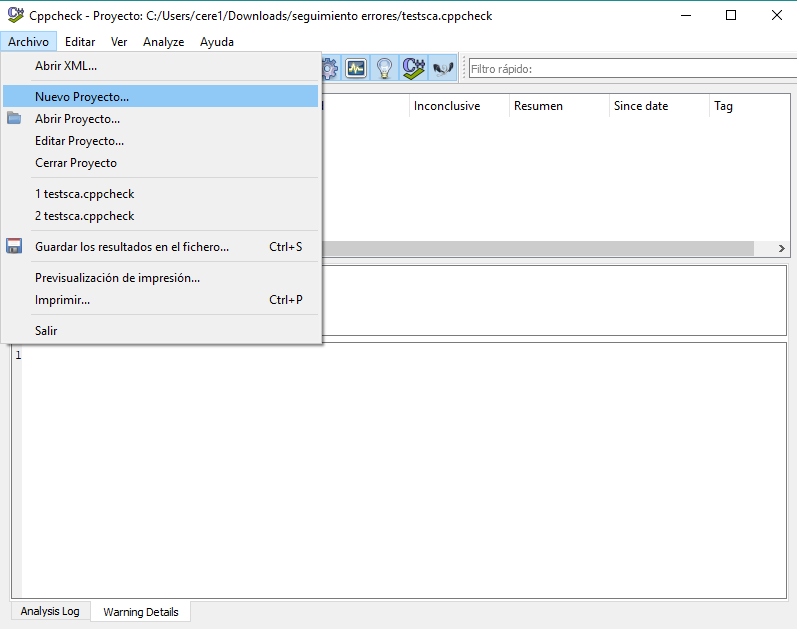 Cppcheck - Proyecto: C:/Users/cere1/Downloads/seguimiento errores/testsca.cppcheck
Archivo Editar Ver Analyze Ayuda
Abrir XML...
Filtro rápido:
Nuevo Proyecto...
Inconclusive Resumen Since date Tag
Abrir Proyecto...
Editar Proyecto...
Cerrar Proyecto
1 testsca.cppcheck
2 testsca.cppcheck
Guardar los resultados en el fichero... Ctrl+S
Previsualización de impresión...
Imprimir... Ctrl+P
Salir
1
Analysis Log Warning Details